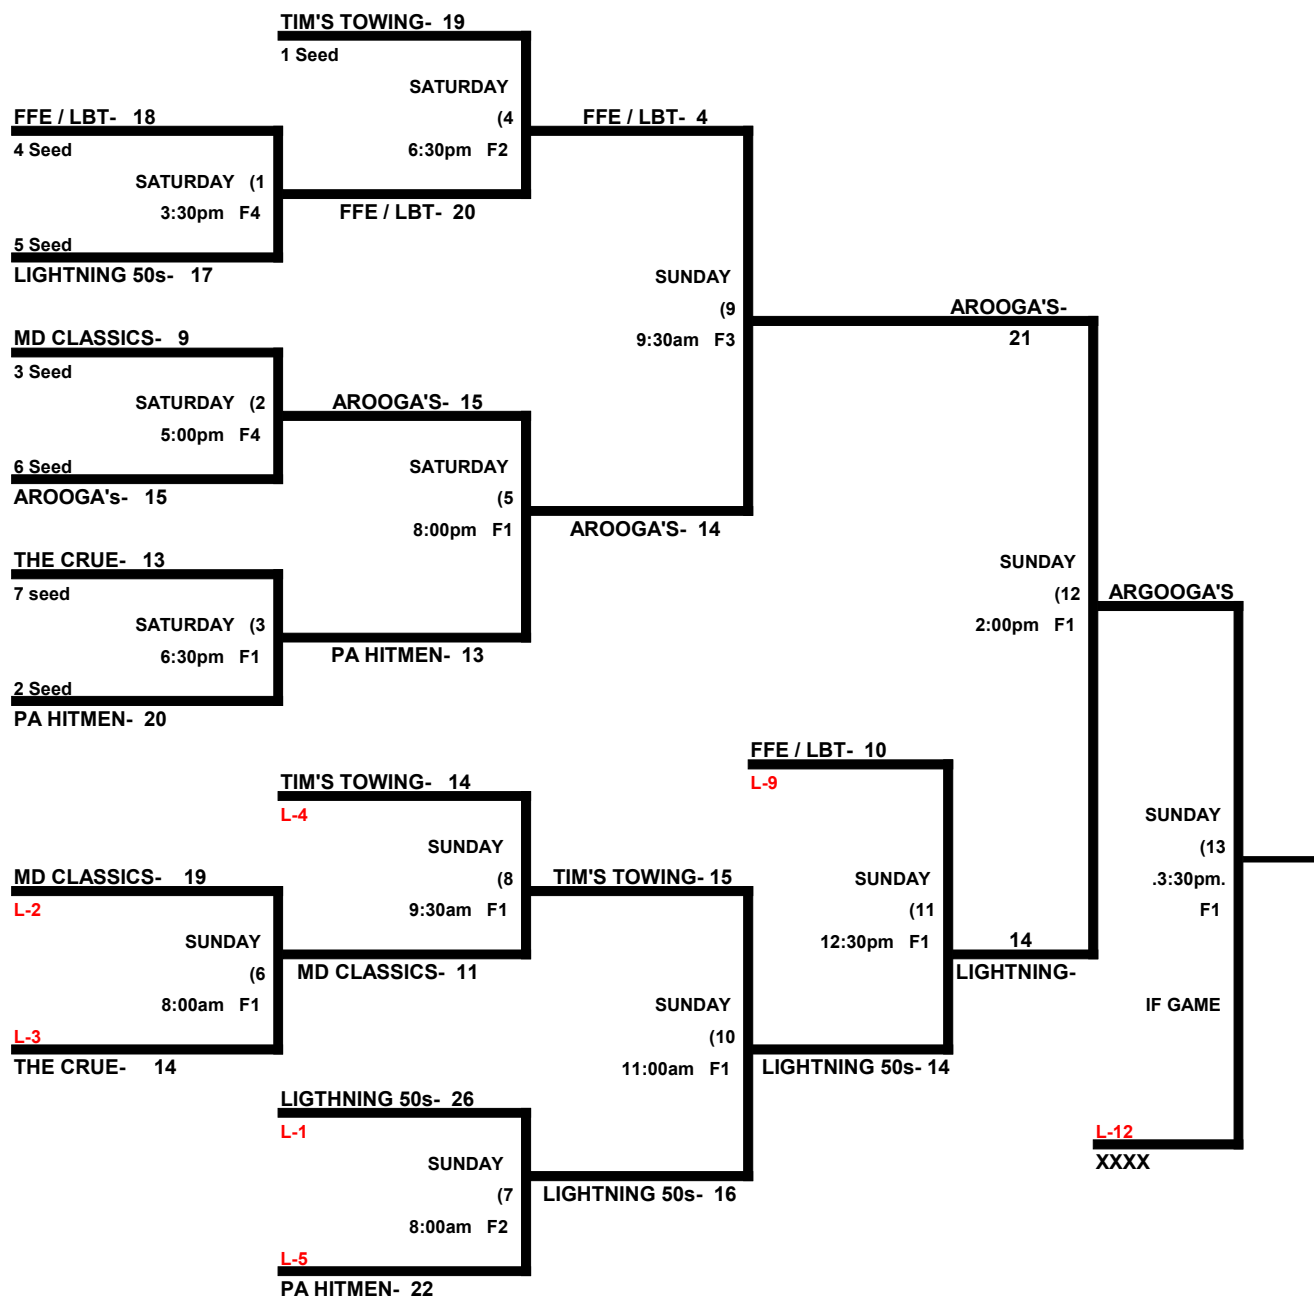 TIM'S TOWING- 19
1 Seed
SATURDAY
(4
6:30pm F2
FFE / LBT- 18
4 Seed
SATURDAY (1
3:30pm F4
5 Seed
LIGHTNING 50s- 17
FFE / LBT- 20
FFE / LBT- 4
MD CLASSICS- 9
3 Seed
SATURDAY (2
5:00pm F4
6 Seed
AROOGA's- 15
AROOGA'S- 15
SATURDAY
(5
8:00pm F1
AROOGA'S- 14
THE CRUE- 13
7 seed
SATURDAY (3
6:30pm F1
2 Seed
PA HITMEN- 20
PA HITMEN- 13
SUNDAY
(9
9:30am F3
AROOGA'S-
21
SUNDAY
(12
2:00pm F1
ARGOOGA'S
TIM'S TOWING- 14
L-4
SUNDAY
(8
9:30am F1
MD CLASSICS- 19
L-2
SUNDAY
(6
8:00am F1
L-3
THE CRUE- 14
MD CLASSICS- 11
TIM'S TOWING- 15
LIGTHNING 50s- 26
L-1
SUNDAY
(7
8:00am F2
L-5
PA HITMEN- 22
LIGHTNING 50s- 16
SUNDAY
(10
11:00am F1
FFE / LBT- 10
L-9
SUNDAY
(11
12:30pm F1
LIGHTNING 50s- 14
14
LIGHTNING-
SUNDAY
(13
.3:30pm.
F1
IF GAME
L-12
XXXX